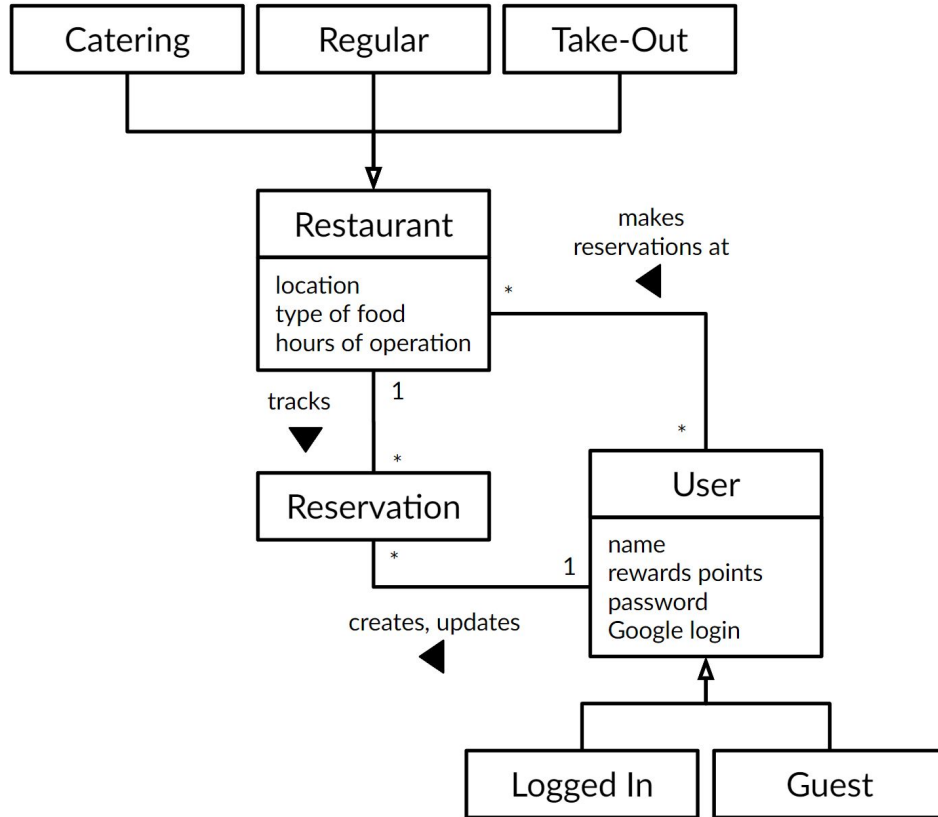 Catering
Regular
Take-Out
Restaurant
location
type of food
hours of operation
makes
reservations at
*
*
tracks
1
*
Reservation
*
1
creates, updates
User
name
rewards points
password
Google login
Logged In
Guest